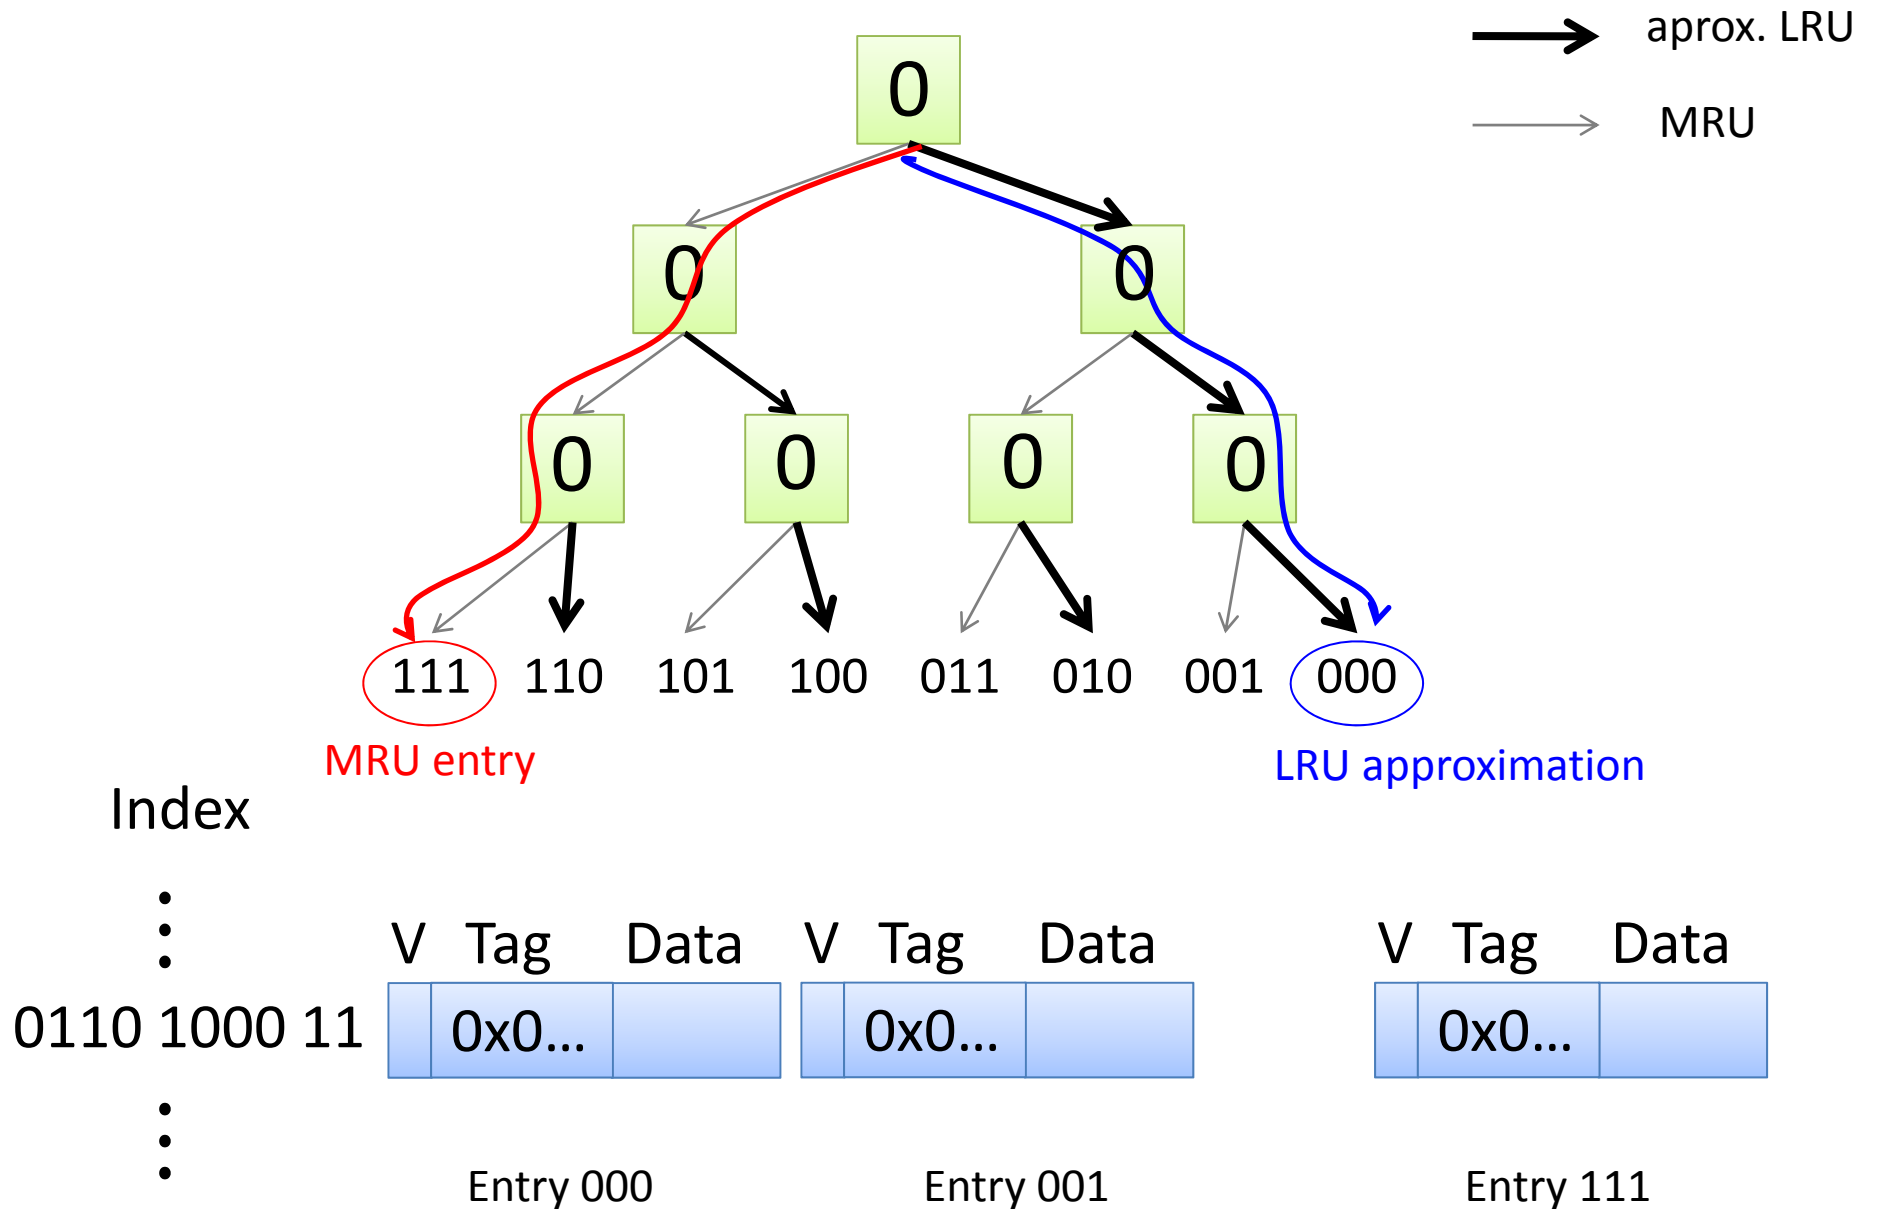 aprox. LRU
0
MRU
0 0
0 0 0 0
111 110 101 100 011 010 001 000
MRU entry LRU approximation
Index
V Tag Data V Tag Data V Tag Data
0110 1000 11 0x0... 0x0... 0x0...
Entry 000 Entry 001 Entry 111